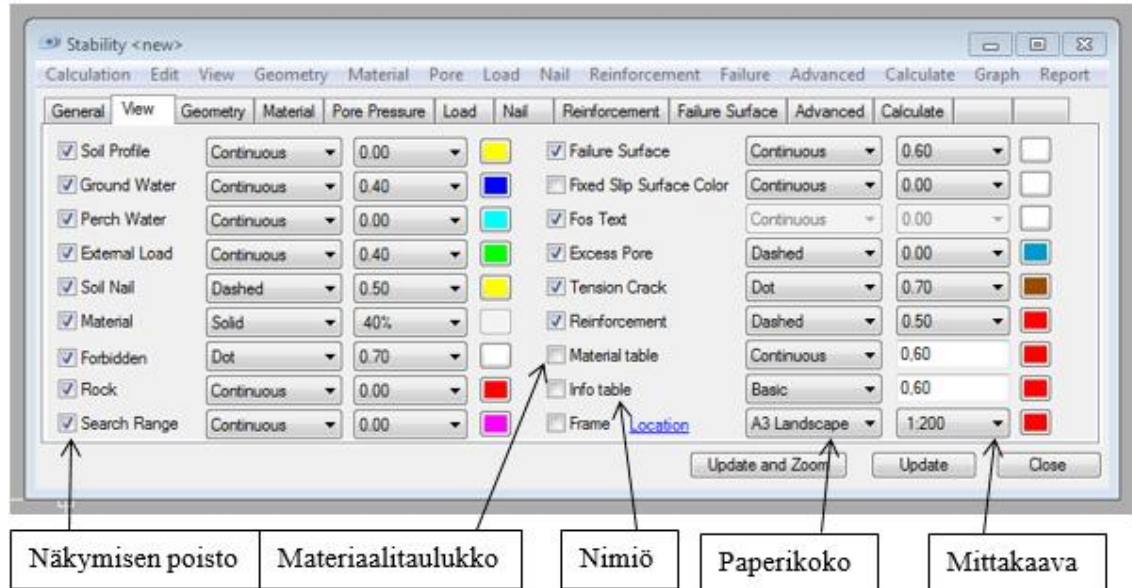 Stability <new>
Calculation Edit View Geometry Material Pore Load Nail Reinforcement Failure Advanced Calculate Graph Report
General View Geometry Material Pore Pressure Load Nail Reinforcement Failure Surface Advanced Calculate
Soil Profile Continuous 0.00 Failure Surface Continuous 0.60
Ground Water Continuous 0.40 Fixed Slip Surface Color Continuous 0.00
Perch Water Continuous 0.00 Fos Text Continuous 0.00
External Load Continuous 0.40 Excess Pore Dashed 0.00
Soil Nail Dashed 0.50 Tension Crack Dot 0.70
Material Solid 40% Reinforcement Dashed 0.50
Forbidden Dot 0.70 Material table Continuous 0,60
Rock Continuous 0.00 Info table Basic 0,60
Search Range Continuous 0.00 Frame Location A3 Landscape 1:200
Update and Zoom Update Close
Näkymisen poisto Materiaalitaulukko Nimiö Paperikoko Mittakaava